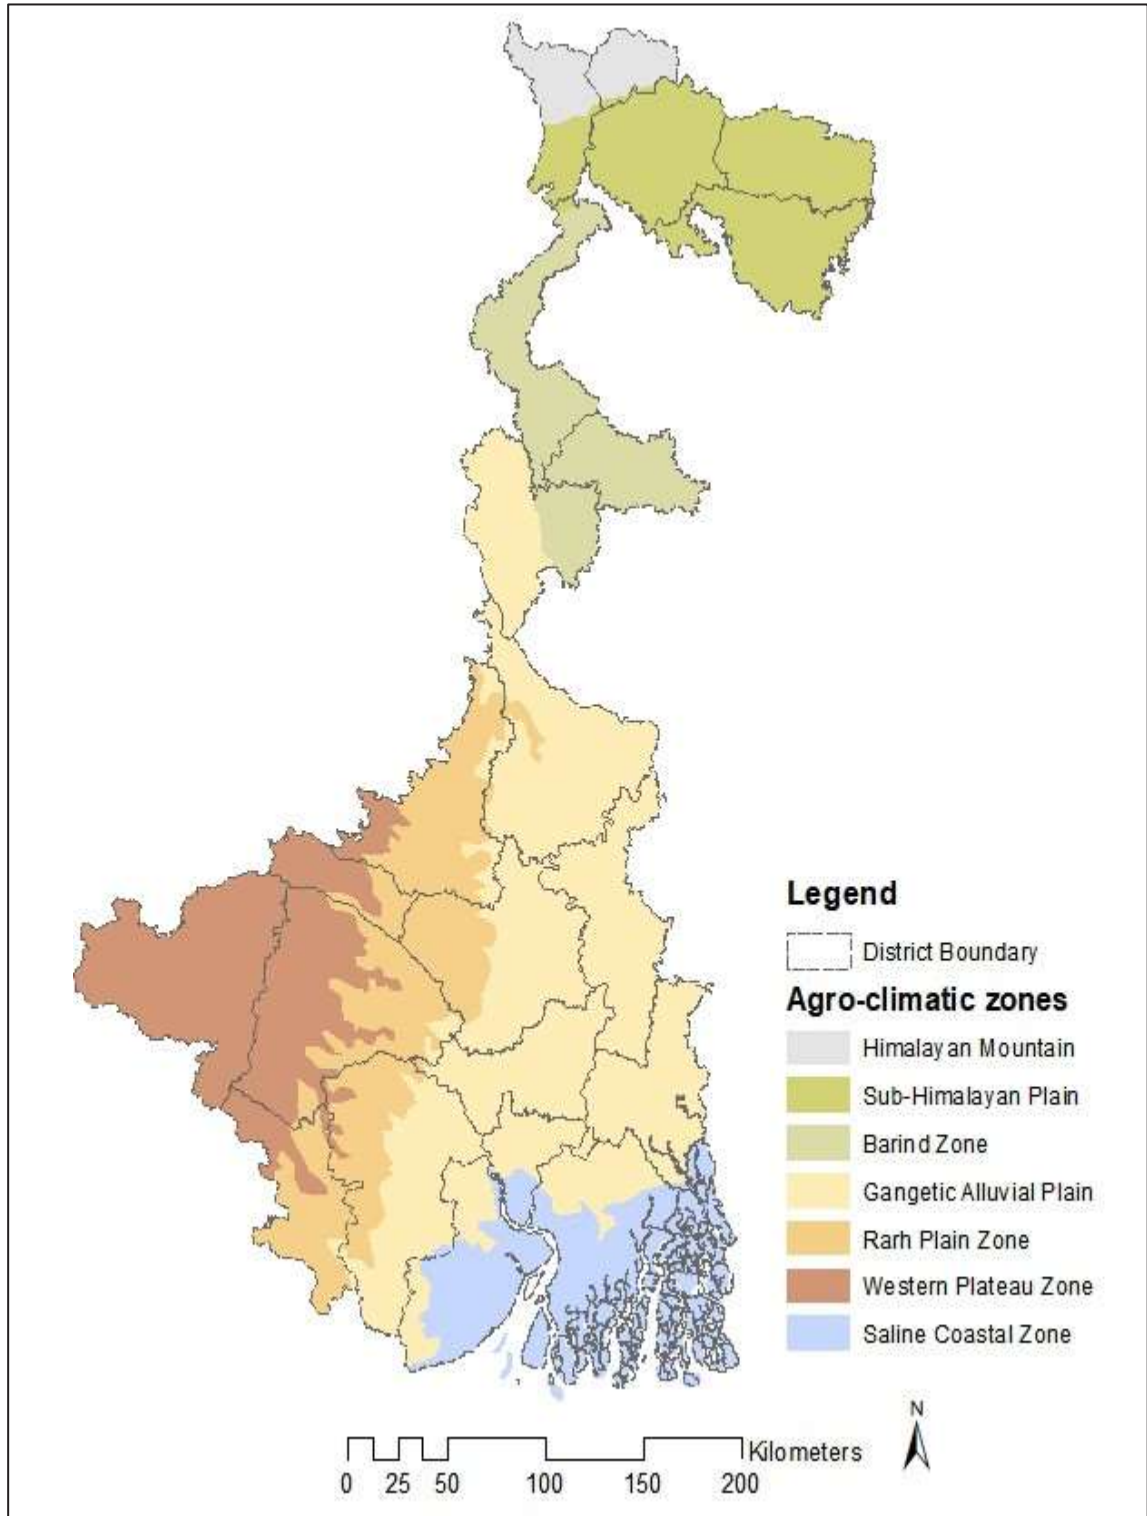 Legend
District Boundary
Agro-climatic zones
Himalayan Mountain
Sub-Himalayan Plain
Barind Zone
Gangetic Alluvial Plain
Rarh Plain Zone
Western Plateau Zone
Saline Coastal Zone
N
Kilometers
0 25 50 100 150 200